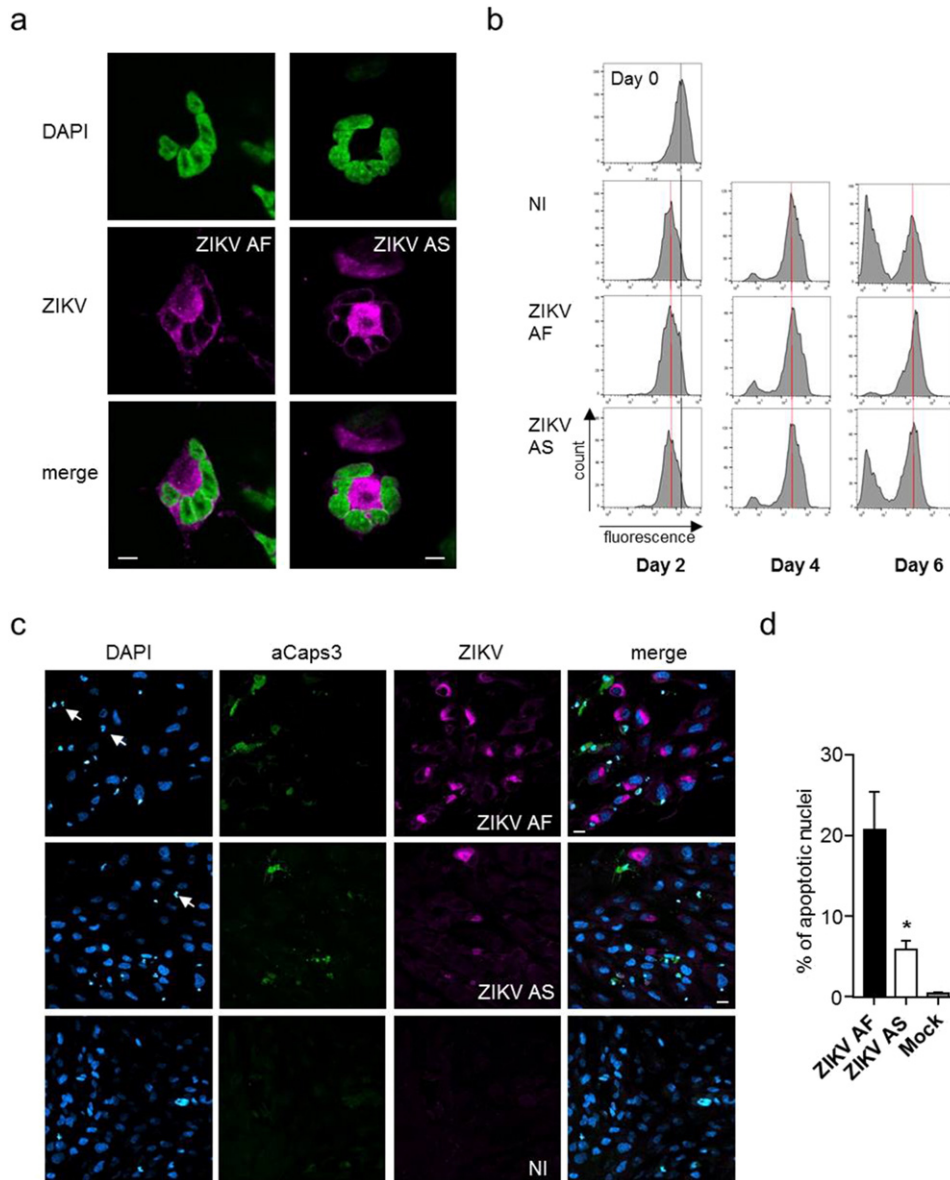 a
DAPI
ZIKV AF
ZIKV AS
ZIKV
merge
b
Day 0
NI
ZIKV
AF
ZIKV
AS
count
fluorescence
Day 2
Day 4
Day 6
c
DAPI
aCaps3
ZIKV
merge
ZIKV AF
ZIKV AS
NI
d
% of apoptotic nuclei
30
20
10
0
*
ZIKV AF
ZIKV AS
Mock